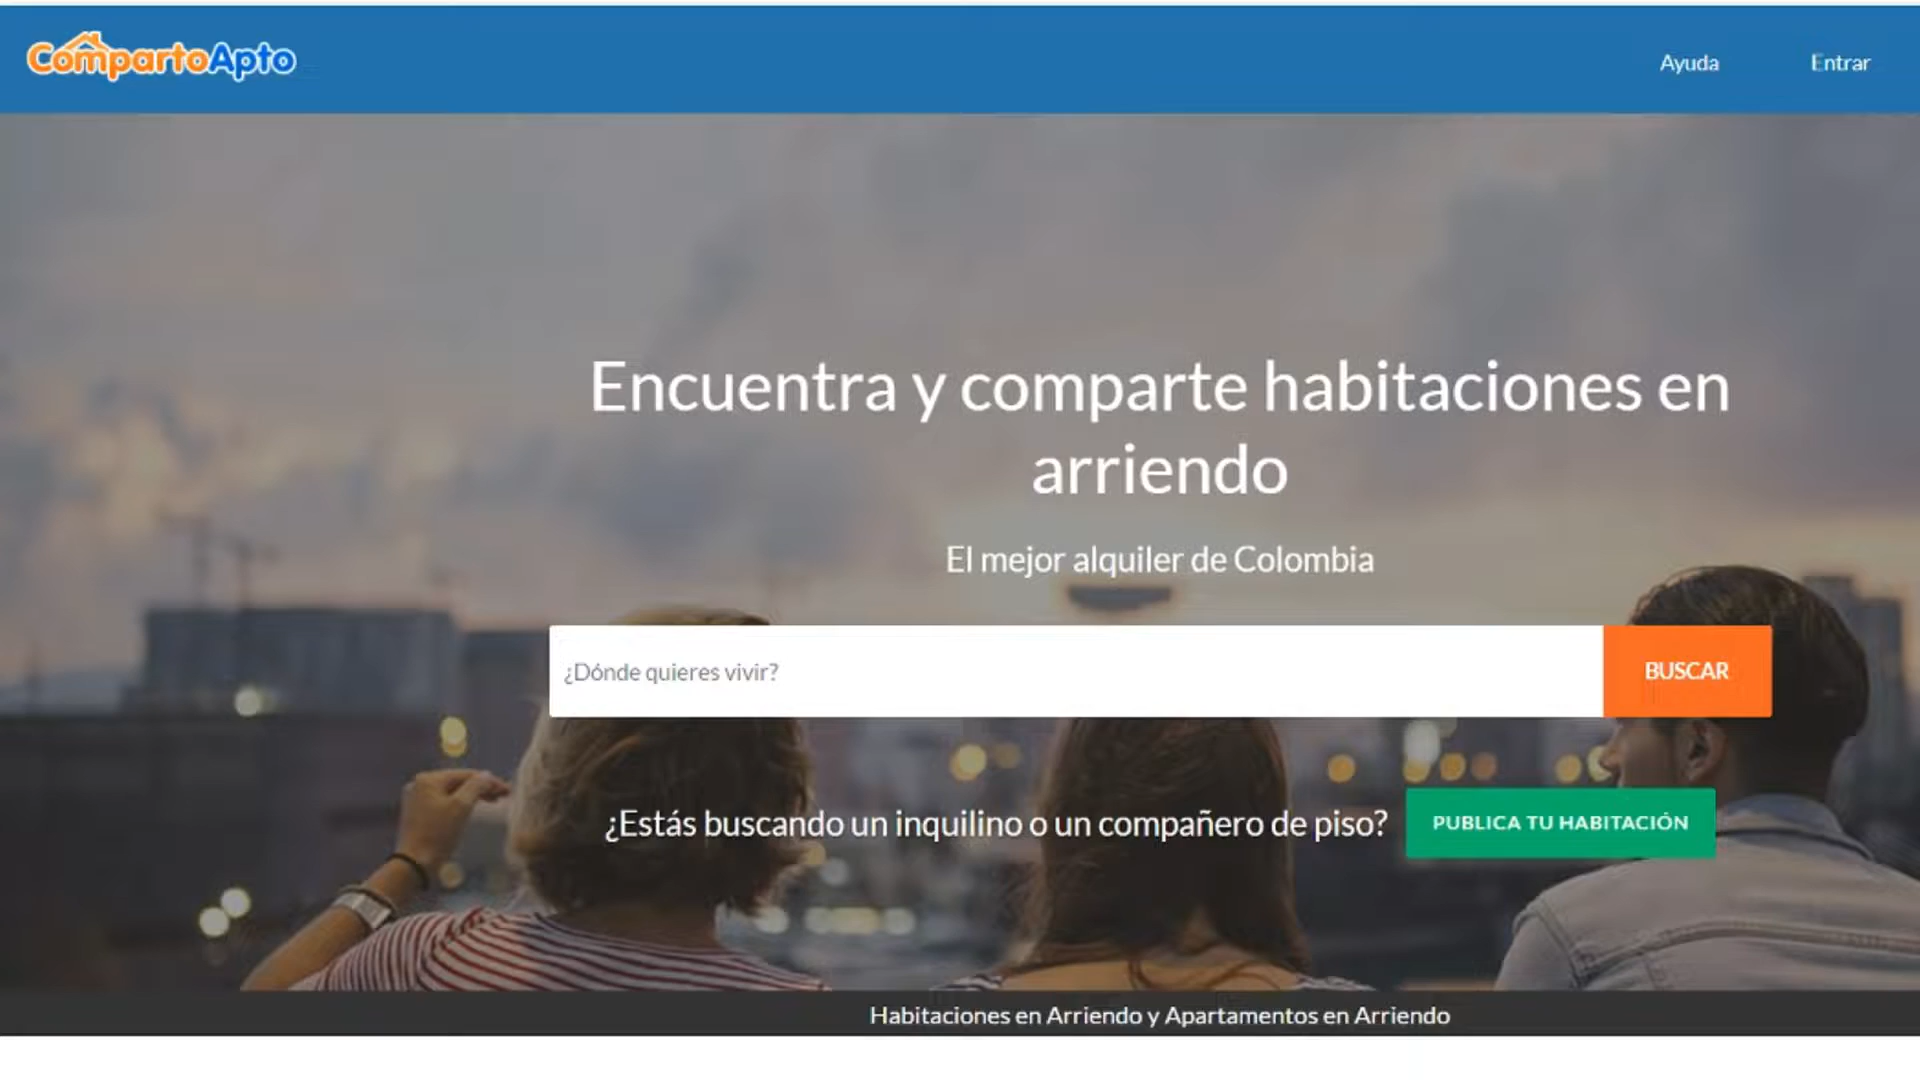 CompartoApto
Ayuda
Entrar
Encuentra y comparte habitaciones en
arriendo
El mejor alquiler de Colombia
¿Dónde quieres vivir?
BUSCAR
¿Estás buscando un inquilino o un compañero de piso?
PUBLICA TU HABITACIÓN
Habitaciones en Arriendo y Apartamentos en Arriendo